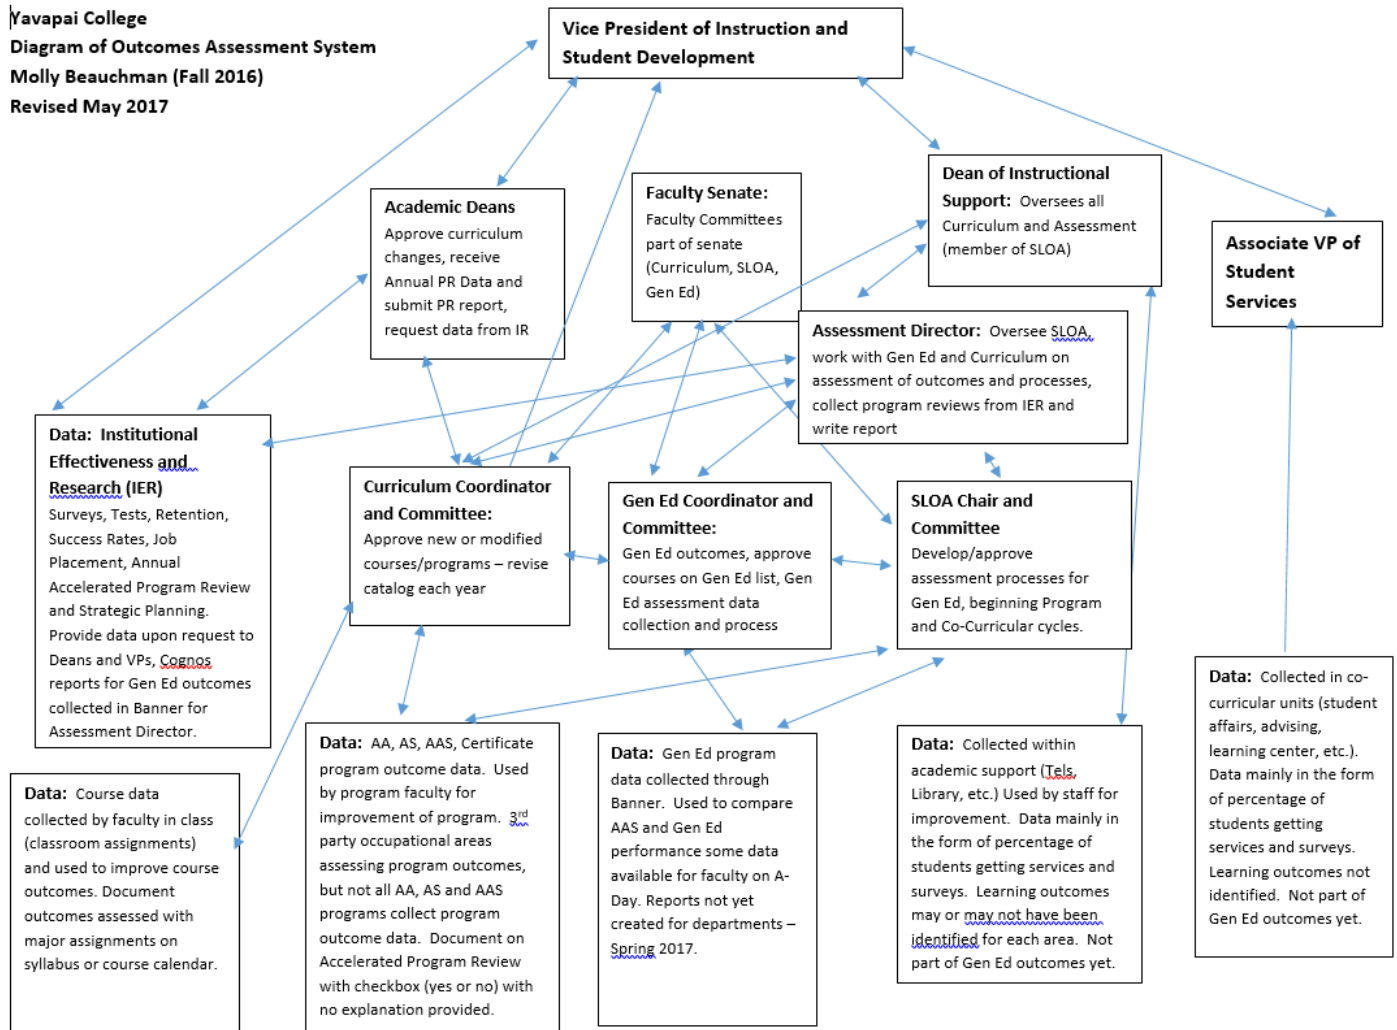 Yavapai College
Diagram of Outcomes Assessment System
Molly Beauchman (Fall 2016)
Revised May 2017
Vice President of Instruction and
Student Development
Academic Deans
Approve curriculum
changes, receive
Annual PR Data and
submit PR report,
request data from IR
Faculty Senate:
Faculty Committees
part of senate
(Curriculum, SLOA,
Gen Ed)
Dean of Instructional
Support: Oversees all
Curriculum and Assessment
(member of SLOA)
Associate VP of
Student
Services
Assessment Director: Oversee SLOA,
work with Gen Ed and Curriculum on
assessment of outcomes and processes,
collect program reviews from IER and
write report
Data: Institutional
Effectiveness and
Research (IER)
Surveys, Tests, Retention,
Success Rates, Job
Placement, Annual
Accelerated Program Review
and Strategic Planning.
Provide data upon request to
Deans and VPs, Cognos
reports for Gen Ed outcomes
collected in Banner for
Assessment Director.
Curriculum Coordinator
and Committee:
Approve new or modified
courses/programs – revise
catalog each year
Gen Ed Coordinator and
Committee:
Gen Ed outcomes, approve
courses on Gen Ed list, Gen
Ed assessment data
collection and process
SLOA Chair and
Committee
Develop/approve
assessment processes for
Gen Ed, beginning Program
and Co-Curricular cycles.
Data: Course data
collected by faculty in class
(classroom assignments)
and used to improve course
outcomes. Document
outcomes assessed with
major assignments on
syllabus or course calendar.
Data: AA, AS, AAS, Certificate
program outcome data. Used
by program faculty for
improvement of program. 3rd
party occupational areas
assessing program outcomes,
but not all AA, AS and AAS
programs collect program
outcome data. Document on
Accelerated Program Review
with checkbox (yes or no) with
no explanation provided.
Data: Gen Ed program
data collected through
Banner. Used to compare
AAS and Gen Ed
performance some data
available for faculty on A-
Day. Reports not yet
created for departments –
Spring 2017.
Data: Collected within
academic support (Tels,
Library, etc.) Used by staff for
improvement. Data mainly in
the form of percentage of
students getting services and
surveys. Learning outcomes
may or may not have been
identified for each area. Not
part of Gen Ed outcomes yet.
Data: Collected in co-
curricular units (student
affairs, advising,
learning center, etc.).
Data mainly in the form
of percentage of
students getting
services and surveys.
Learning outcomes not
identified. Not part of
Gen Ed outcomes yet.